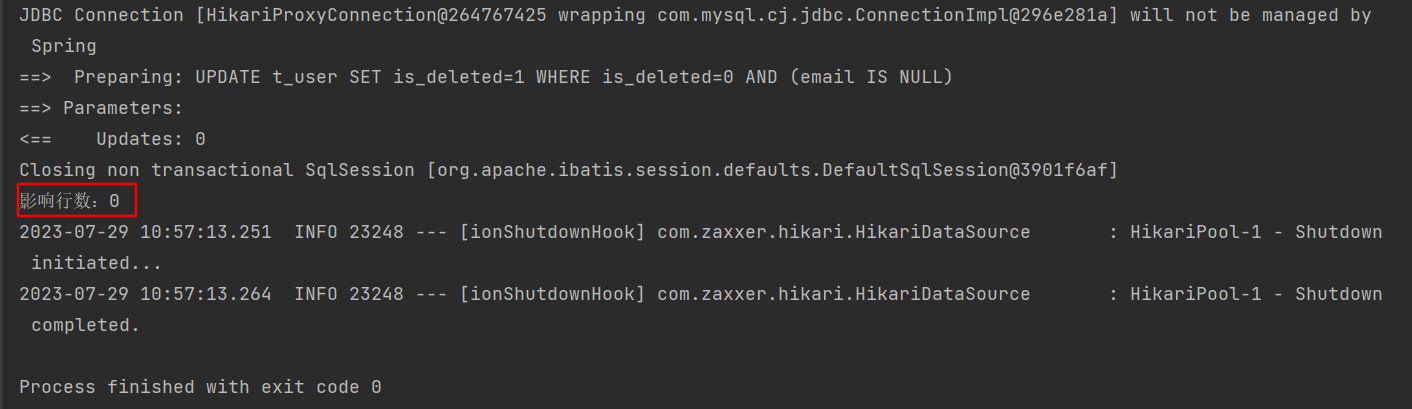 JDBC Connection [HikariProxyConnection@264767425 wrapping com.mysql.cj.jdbc.ConnectionImpl@296e281a] will not be managed by
Spring
==>  Preparing: UPDATE t_user SET is_deleted=1 WHERE is_deleted=0 AND (email IS NULL)
==> Parameters:
<==    Updates: 0
Closing non transactional SqlSession [org.apache.ibatis.session.defaults.DefaultSqlSession@3901f6af]
影响行数：0
2023-07-29 10:57:13.251  INFO 23248 --- [ionShutdownHook] com.zaxxer.hikari.HikariDataSource       : HikariPool-1 - Shutdown
initiated...
2023-07-29 10:57:13.264  INFO 23248 --- [ionShutdownHook] com.zaxxer.hikari.HikariDataSource       : HikariPool-1 - Shutdown
completed.
Process finished with exit code 0